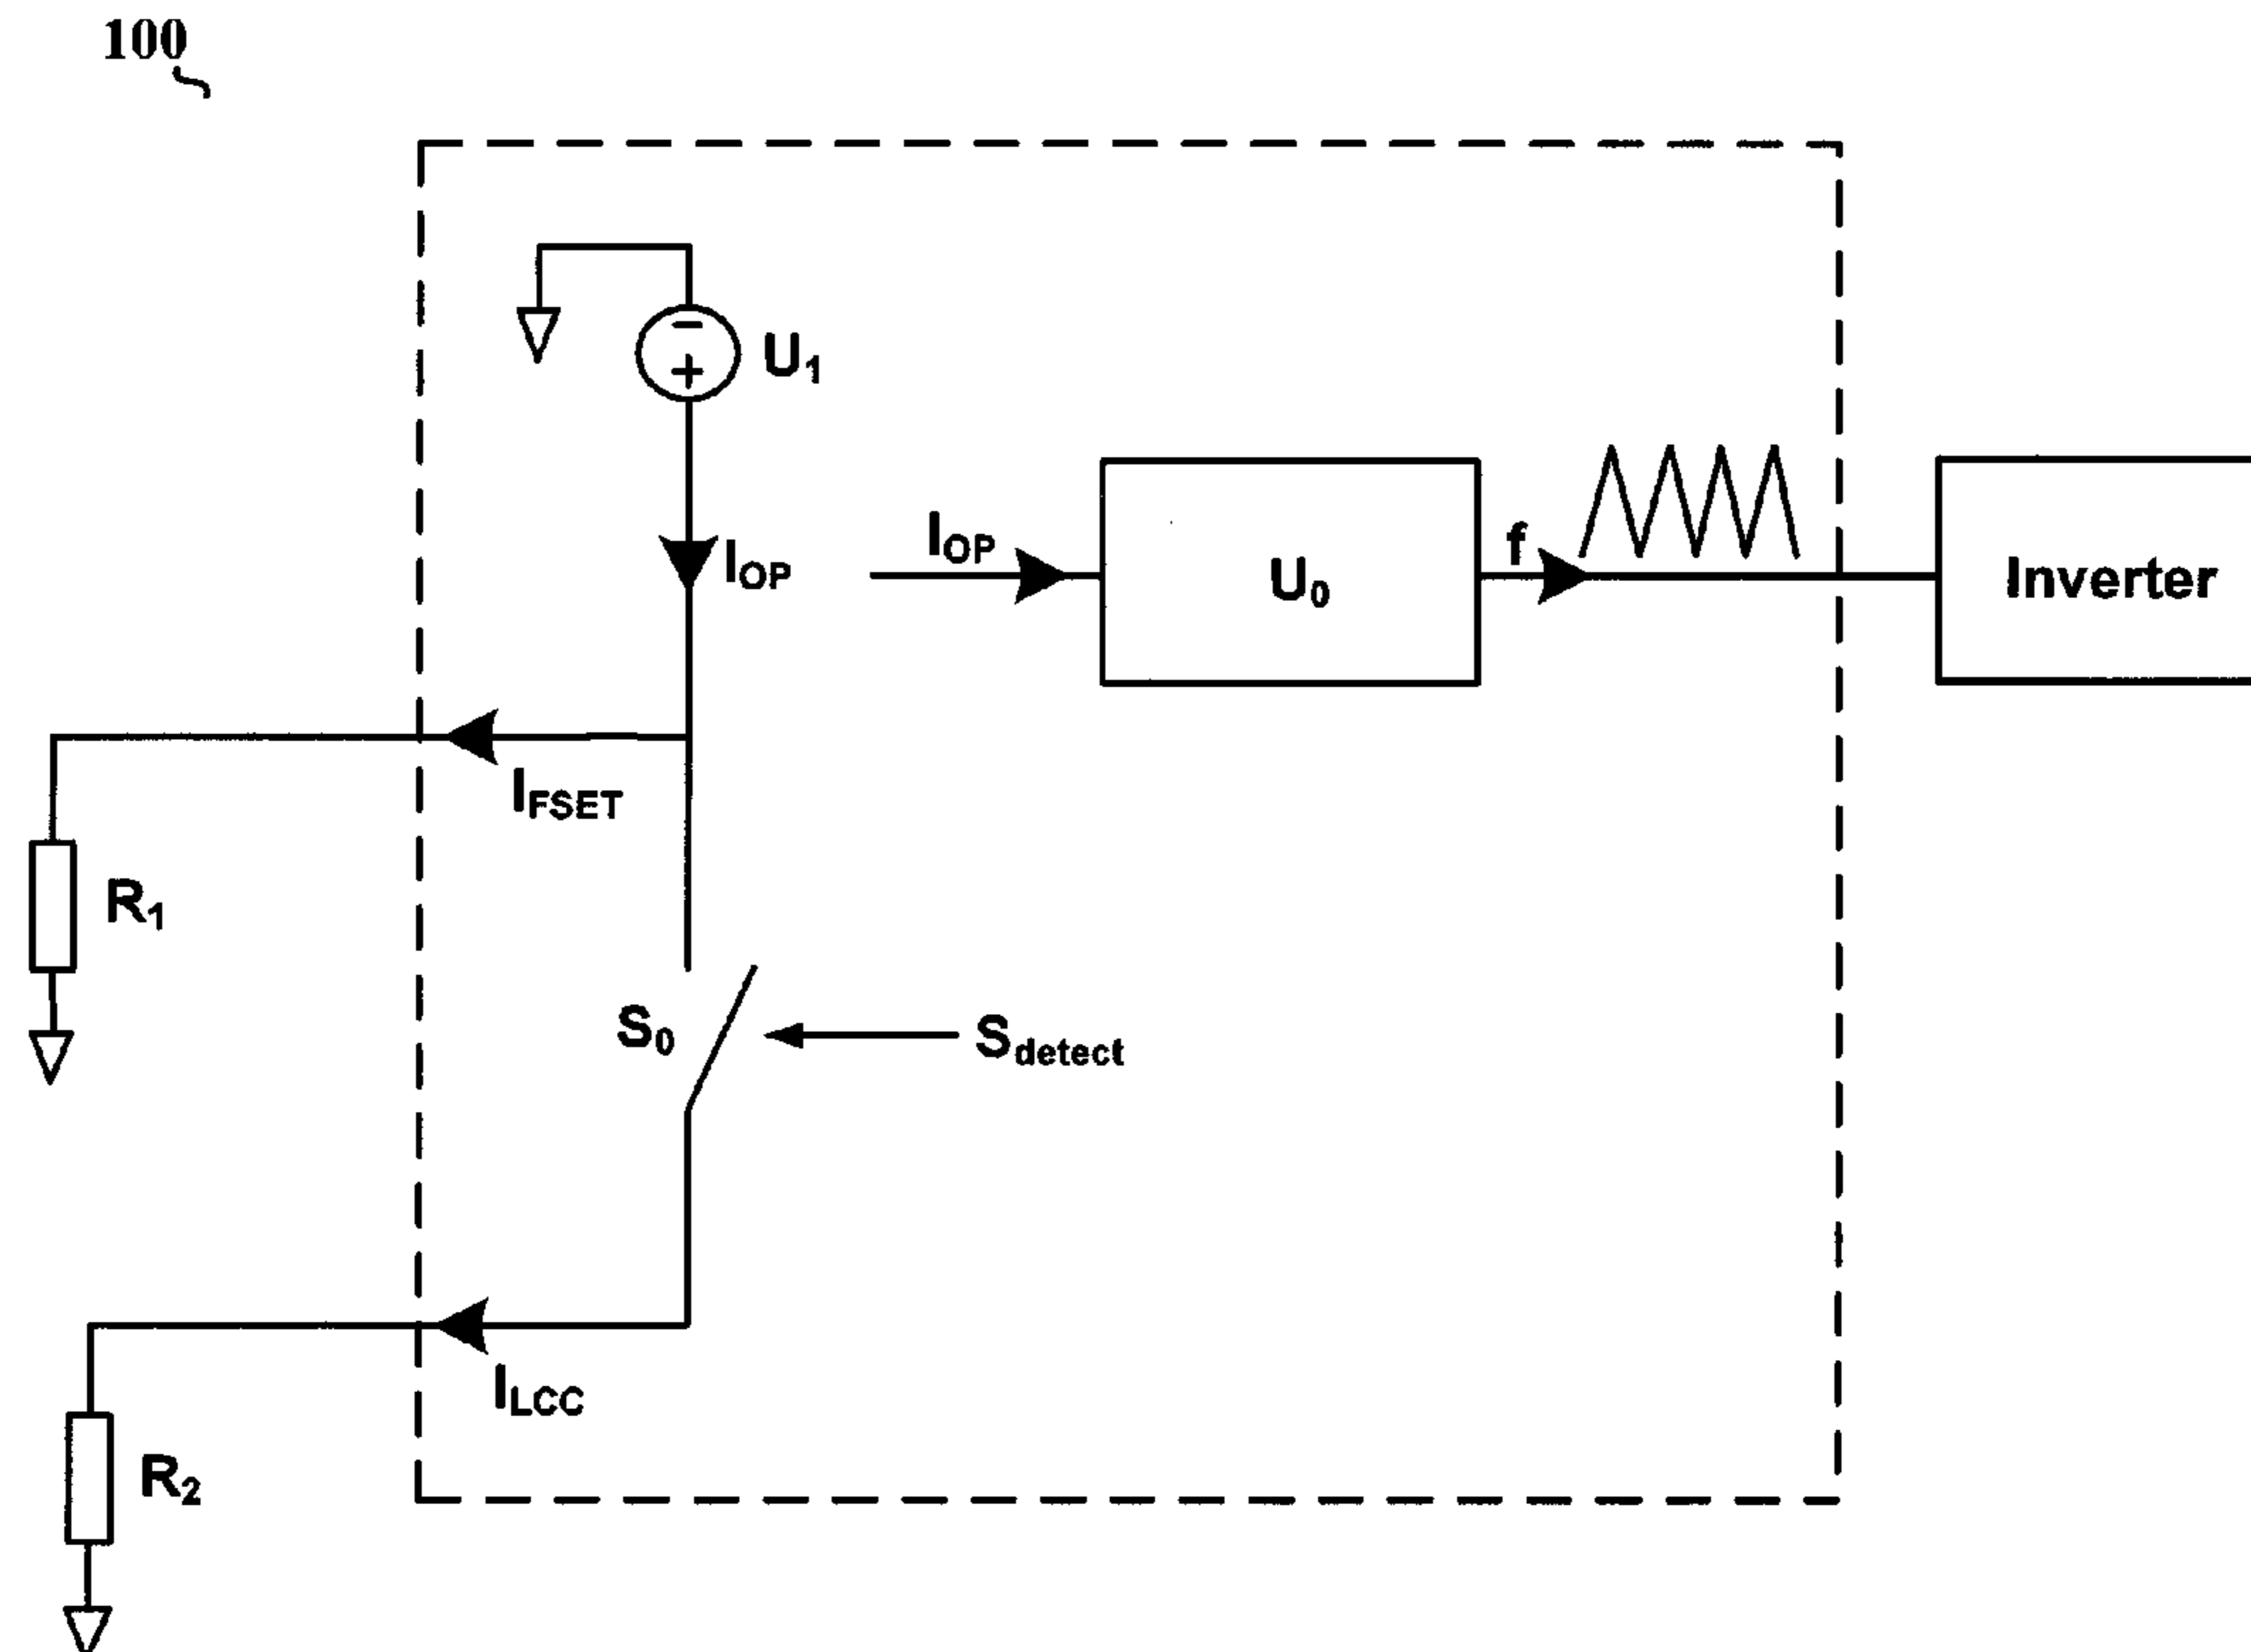 100
U1
IOP
IOP
U0
f
Inverter
IFSET
R1
S0
Sdetect
ILCC
R2